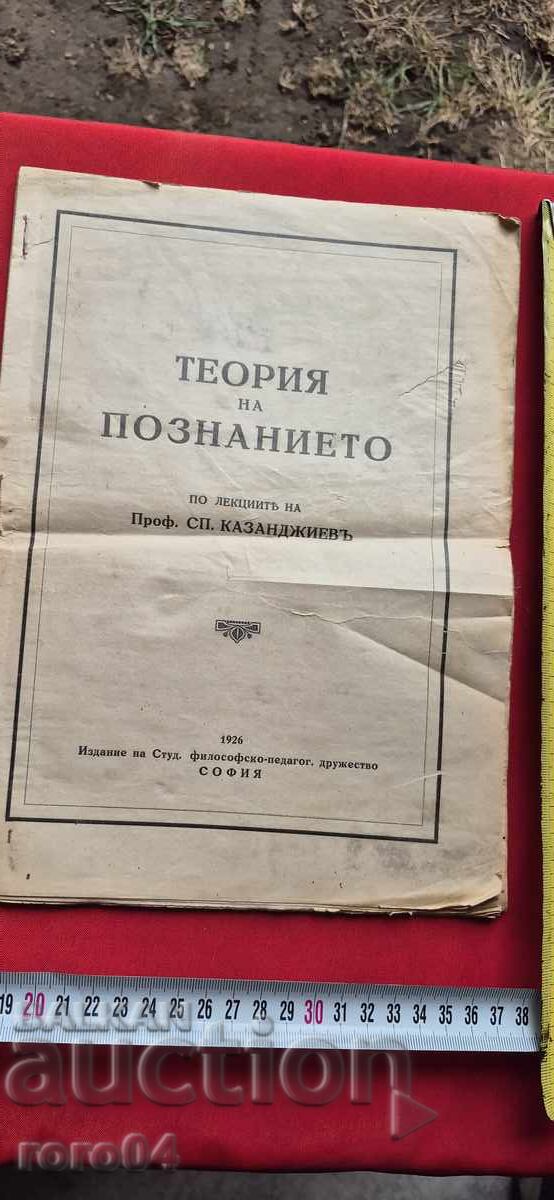 ТЕОРИЯ
НА
ПОЗНАНИЕТО
ПО ЛЕКЦИИТѢ НА
Проф. СП. КАЗАНДЖИЕВЪ
1926
Издание на Студ. философско-педагог. дружество
СОФИЯ
19 20 21 22 23 24 25 26 27 28 29 30 31 32 33 34 35 36 37 38
BALKAN
auction
roro04